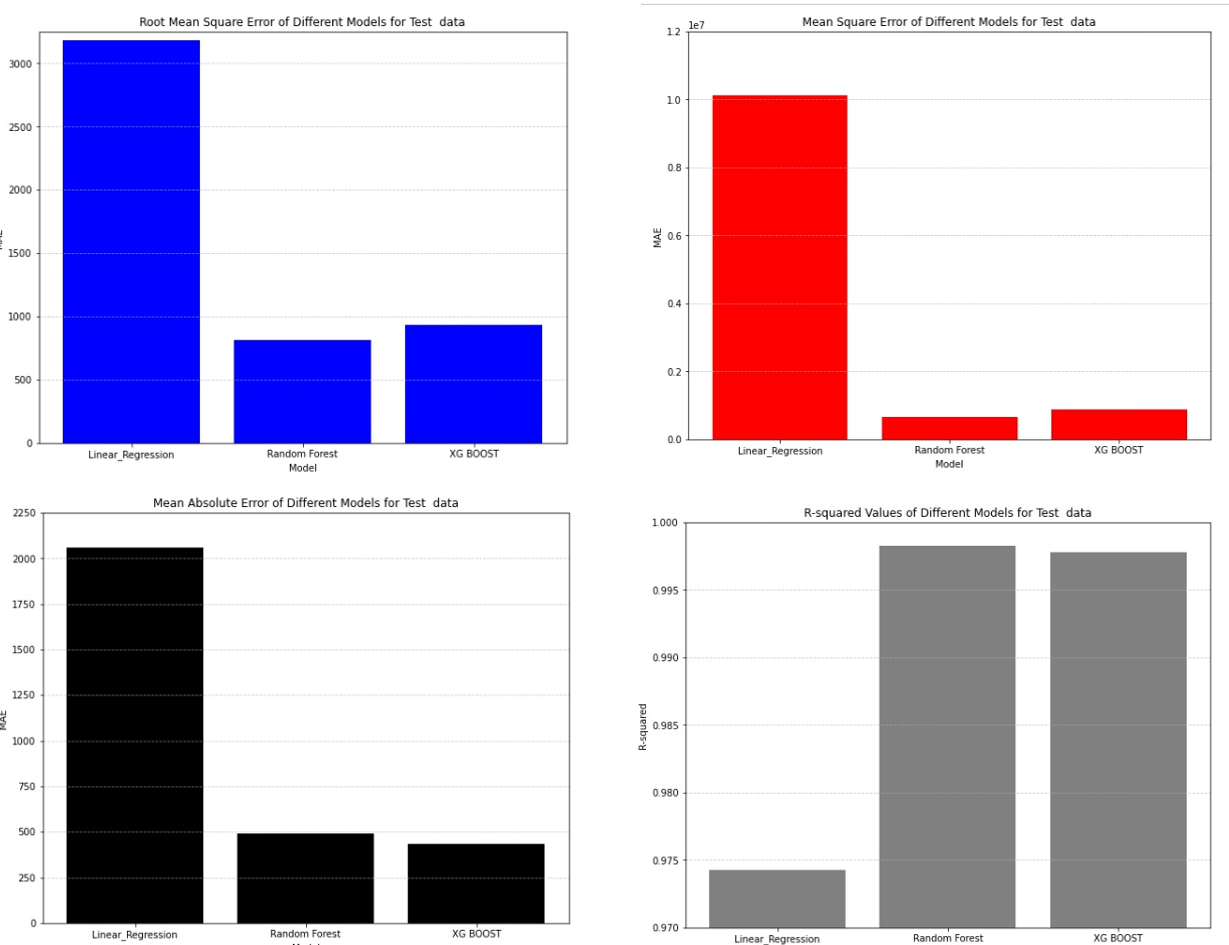 Root Mean Square Error of Different Models for Test data
3000
2500
2000
1500
1000
500
0
MAE
Linear_Regression Random Forest XG BOOST
Model
Mean Square Error of Different Models for Test data
1e7
1.2
1.0
0.8
0.6
0.4
0.2
0.0
MAE
Linear_Regression Random Forest XG BOOST
Model
Mean Absolute Error of Different Models for Test data
2250
2000
1750
1500
1250
1000
750
500
250
0
MAE
Linear_Regression Random Forest XG BOOST
R-squared Values of Different Models for Test data
1.000
0.995
0.990
0.985
0.980
0.975
0.970
R-squared
Linear_Regression Random Forest XG BOOST